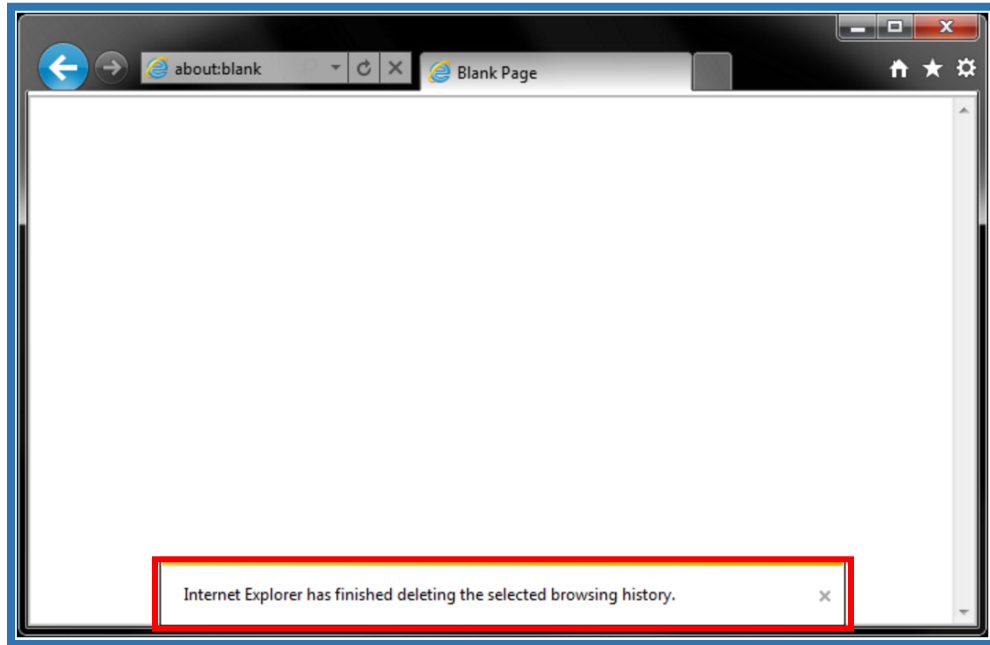 about:blank
Blank Page
Internet Explorer has finished deleting the selected browsing history.